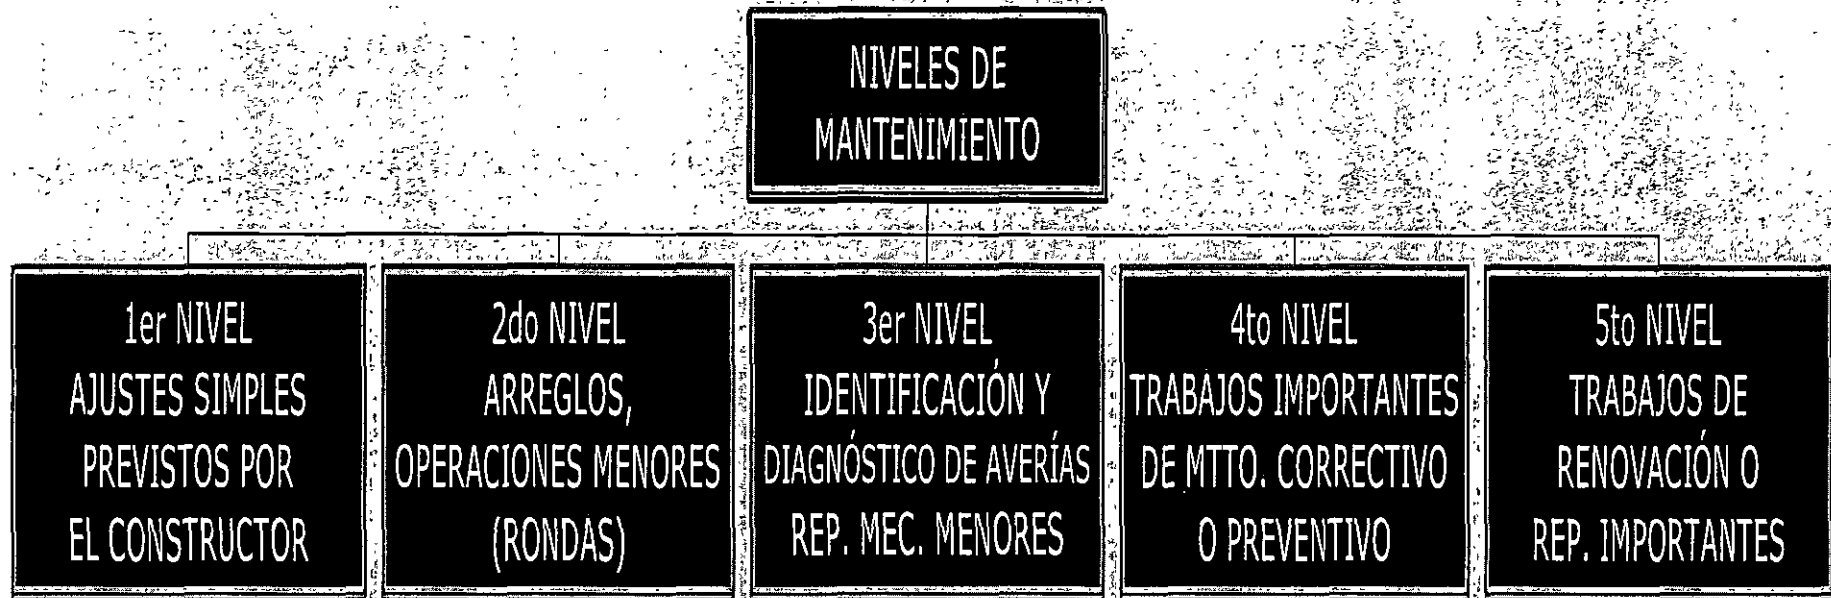 NIVELES DE
MANTENIMIENTO
1er NIVEL
AJUSTES SIMPLES
PREVISTOS POR
EL CONSTRUCTOR
2do NIVEL
ARREGLOS,
OPERACIONES MENORES
(RONDAS)
3er NIVEL
IDENTIFICACIÓN Y
DIAGNÓSTICO DE AVERÍAS
REP. MEC. MENORES
4to NIVEL
TRABAJOS IMPORTANTES
DE MTTO. CORRECTIVO
O PREVENTIVO
5to NIVEL
TRABAJOS DE
RENOVACIÓN O
REP. IMPORTANTES